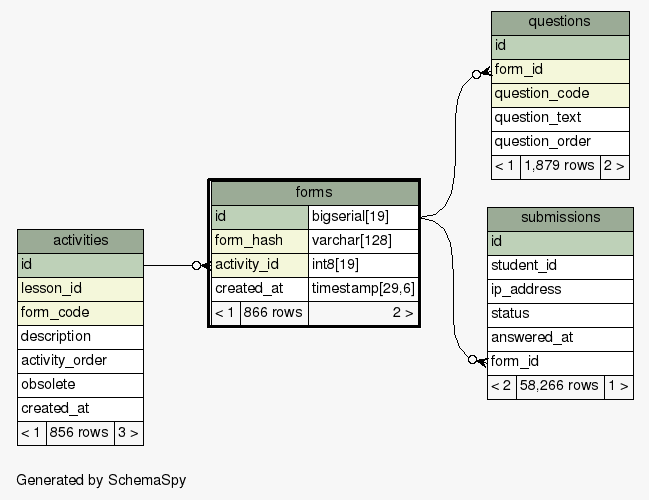 questions
id
form_id
question_code
question_text
question_order
< 1 1,879 rows 2 >
forms
id bigserial[19]
form_hash varchar[128]
activity_id int8[19]
created_at timestamp[29,6]
< 1 866 rows 2 >
activities
id
lesson_id
form_code
description
activity_order
obsolete
created_at
< 1 856 rows 3 >
submissions
id
student_id
ip_address
status
answered_at
form_id
< 2 58,266 rows 1 >
Generated by SchemaSpy